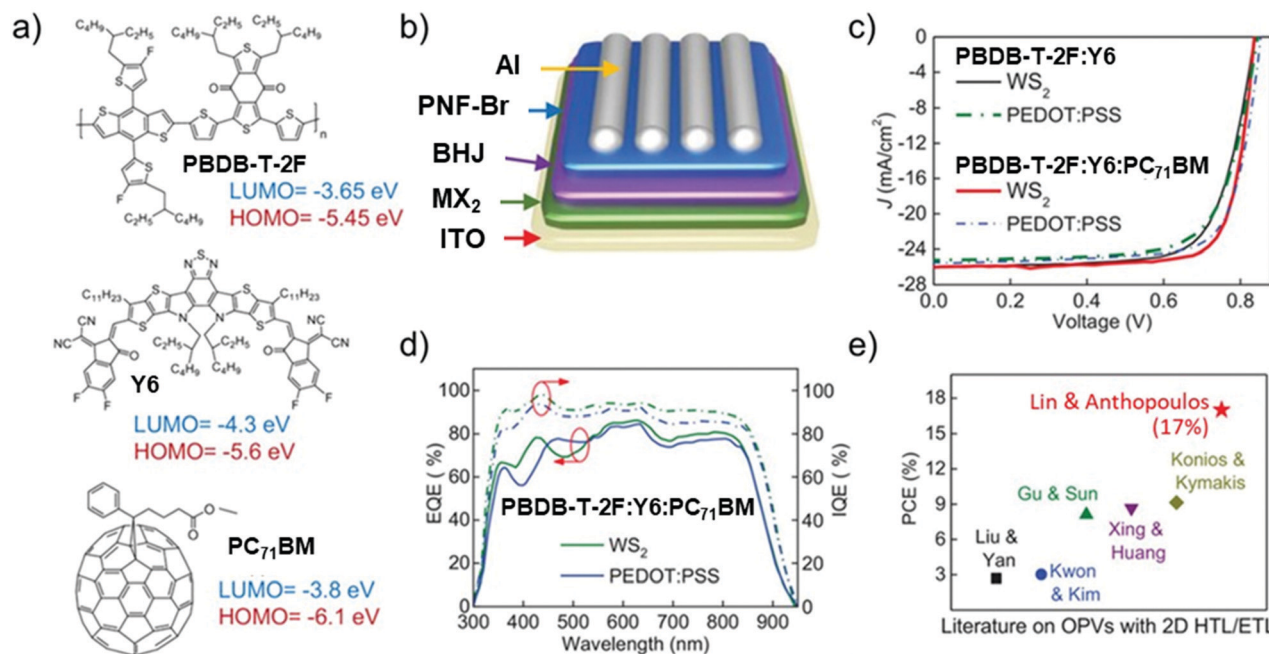 a)
C₄H₉
C₂H₅
F
S
C₂H₅
C₄H₉
C₂H₅
C₄H₉
O
O
S
S
S
S
S
S
n
S
F
C₂H₅
C₄H₉
PBDB-T-2F
LUMO= -3.65 eV
HOMO= -5.45 eV
N S N
C₁₁H₂₃
C₁₁H₂₃
S
S
S
S
N
N
NC
CN
CN
CN
CN
O
O
C₂H₅
C₂H₅
C₄H₉
C₄H₉
F
F
F
F
Y6
LUMO= -4.3 eV
HOMO= -5.6 eV
O
O
PC₇₁BM
LUMO= -3.8 eV
HOMO= -6.1 eV
b)
Al
PNF-Br
BHJ
MX₂
ITO
c)
PBDB-T-2F:Y6
WS₂
PEDOT:PSS
PBDB-T-2F:Y6:PC₇₁BM
WS₂
PEDOT:PSS
J (mA/cm²)
0
-4
-8
-12
-16
-20
-24
-28
0.0 0.2 0.4 0.6 0.8
Voltage (V)
d)
EQE ( %)
100
80
60
40
20
0
PBDB-T-2F:Y6:PC₇₁BM
WS₂
PEDOT:PSS
100
80
60
40
20
0
IQE ( %)
300 400 500 600 700 800 900
Wavelength (nm)
e)
PCE (%)
18
15
12
9
6
3
Lin & Anthopoulos
(17%)
Konios &
Kymakis
Gu & Sun
Xing &
Huang
Liu &
Yan
Kwon
& Kim
Literature on OPVs with 2D HTL/ETL